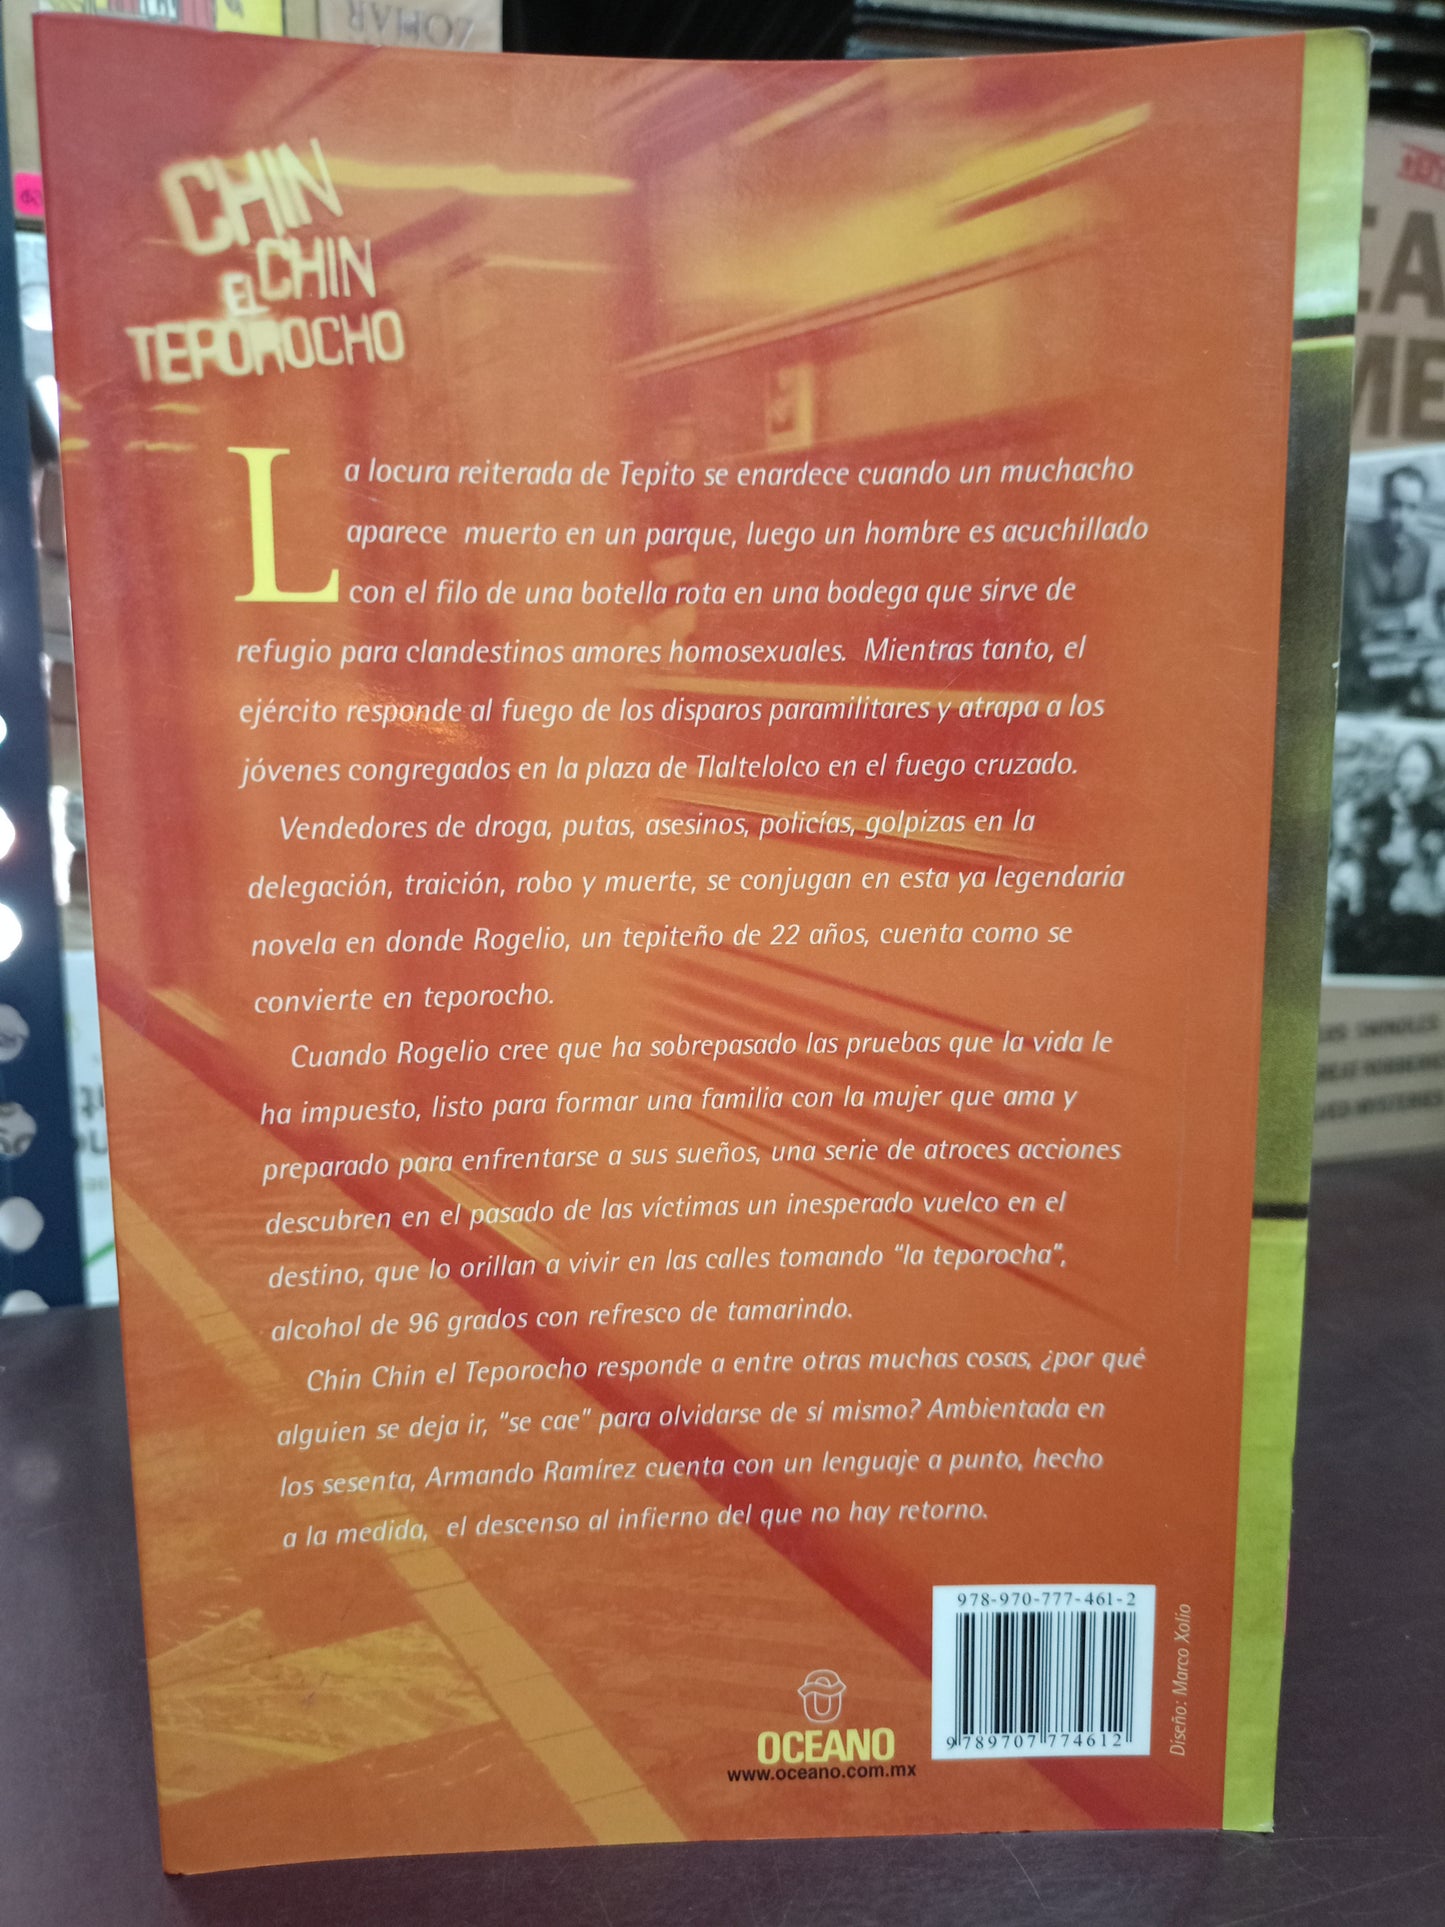 ZOMAR
CHIN
CHIN
EL
TEPOROCHO
La locura reiterada de Tepito se enardece cuando un muchacho
aparece muerto en un parque, luego un hombre es acuchillado
con el filo de una botella rota en una bodega que sirve de
refugio para clandestinos amores homosexuales. Mientras tanto, el
ejército responde al fuego de los disparos paramilitares y atrapa a los
jóvenes congregados en la plaza de Tlaltelolco en el fuego cruzado.
Vendedores de droga, putas, asesinos, policías, golpizas en la
delegación, traición, robo y muerte, se conjugan en esta ya legendaria
novela en donde Rogelio, un tepiteño de 22 años, cuenta como se
convierte en teporocho.
Cuando Rogelio cree que ha sobrepasado las pruebas que la vida le
ha impuesto, listo para formar una familia con la mujer que ama y
preparado para enfrentarse a sus sueños, una serie de atroces acciones
descubren en el pasado de las víctimas un inesperado vuelco en el
destino, que lo orillan a vivir en las calles tomando "la teporocha",
alcohol de 96 grados con refresco de tamarindo.
Chin Chin el Teporocho responde a entre otras muchas cosas, ¿por qué
alguien se deja ir, "se cae" para olvidarse de sí mismo? Ambientada en
los sesenta, Armando Ramírez cuenta con un lenguaje a punto, hecho
a la medida, el descenso al infierno del que no hay retorno.
978-970-777-461-2
9 789707 774612
OCEANO
www.oceano.com.mx
Diseño: Marco Xolio